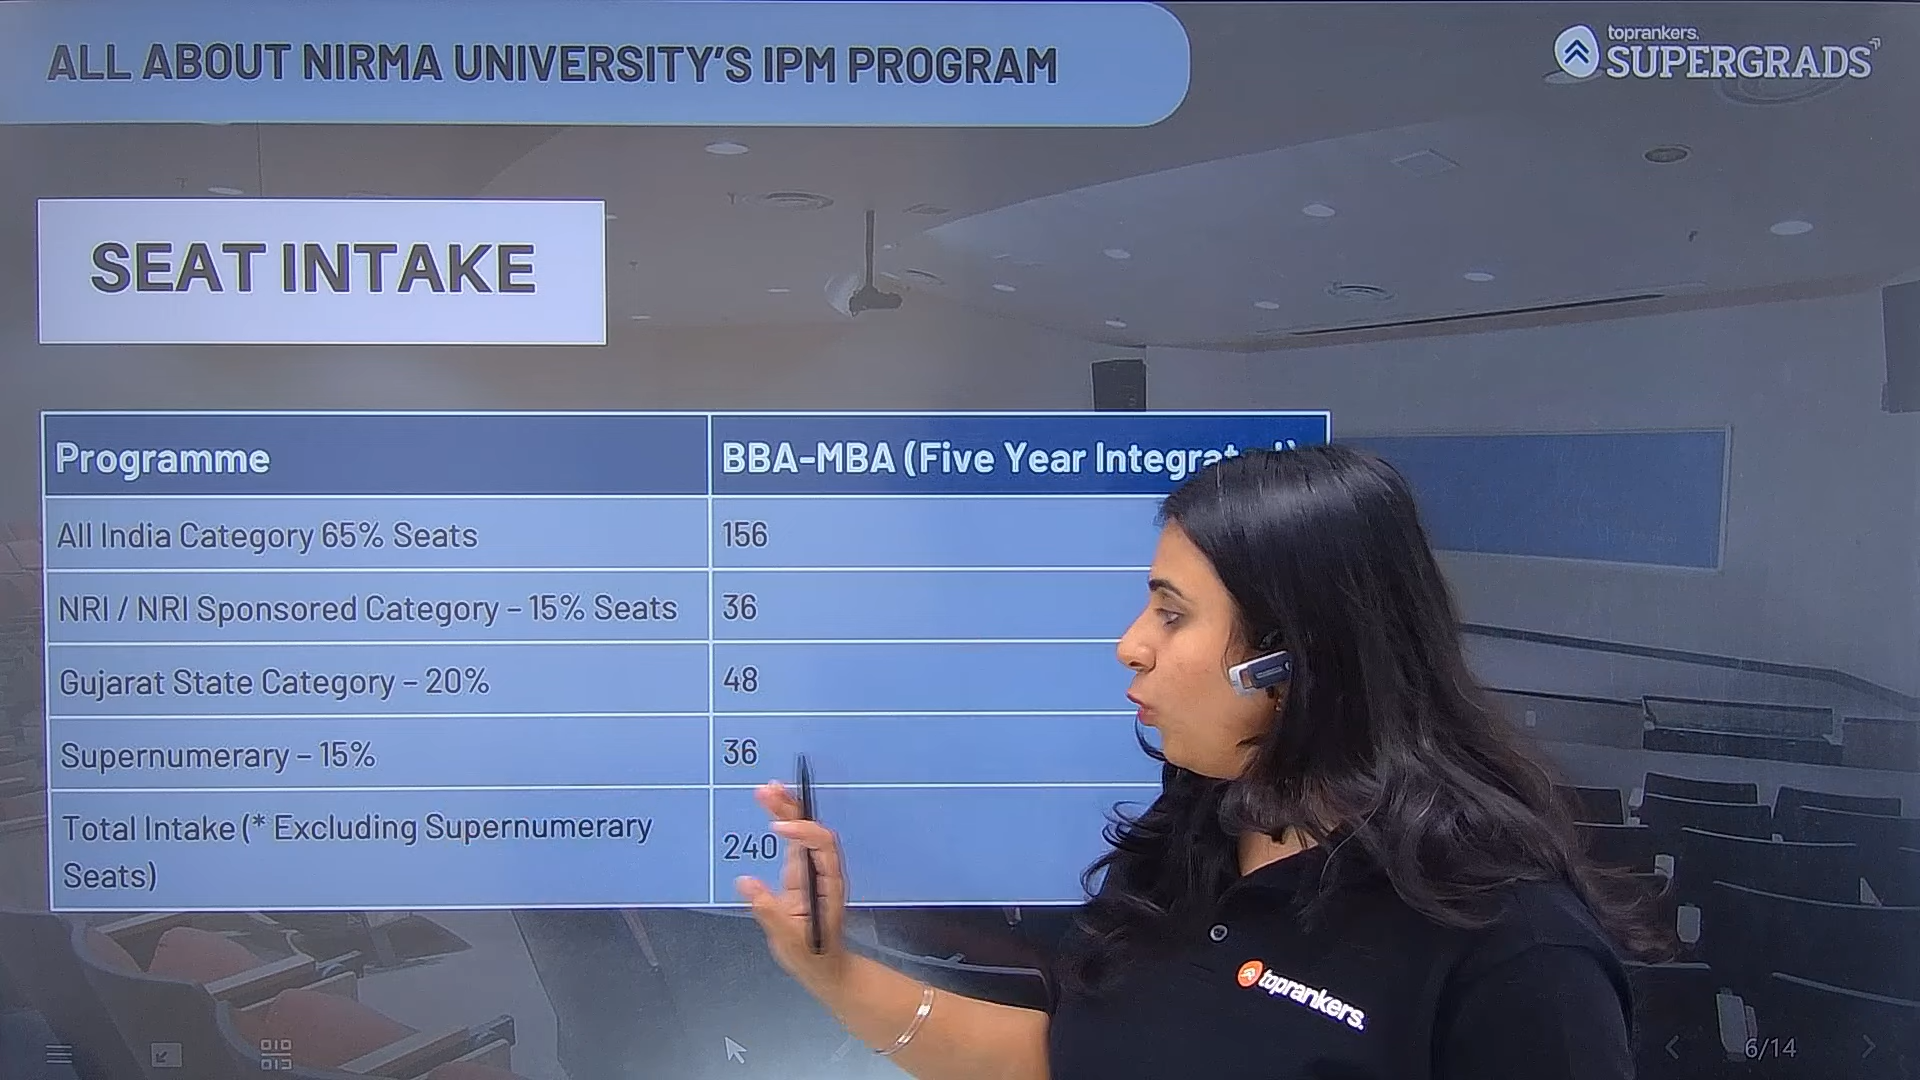 ALL ABOUT NIRMA UNIVERSITY'S IPM PROGRAM
toprankers.
SUPERGRADS
SEAT INTAKE
Programme
BBA-MBA (Five Year
All India Category 65% Seats
156
NRI / NRI Sponsored Category – 15% Seats
36
Gujarat State Category – 20%
48
Supernumerary – 15%
36
Total Intake (* Excluding Supernumerary
Seats)
240
toprankers.
6/14